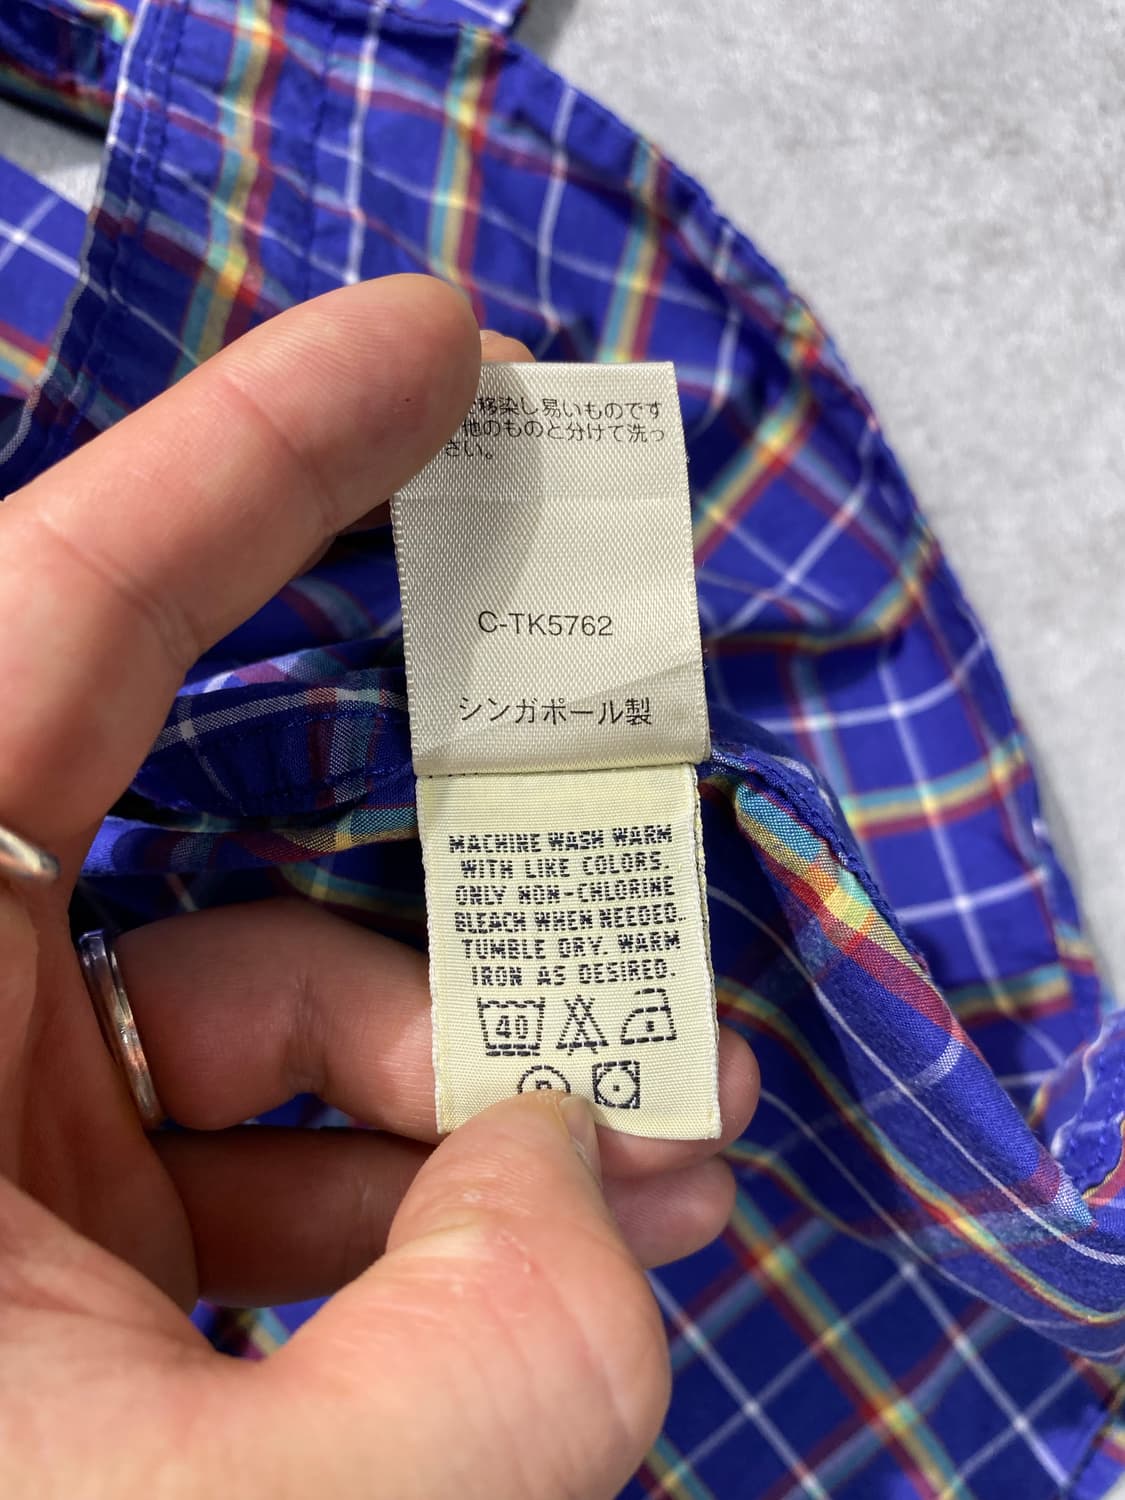 移染し易いものです
他のものと分けて洗っ
さい。
C-TK5762
シンガポール製
MACHINE WASH WARM
WITH LIKE COLORS.
ONLY NON-CHLORINE
BLEACH WHEN NEEDED.
TUMBLE DRY. WARM
IRON AS DESIRED.
40